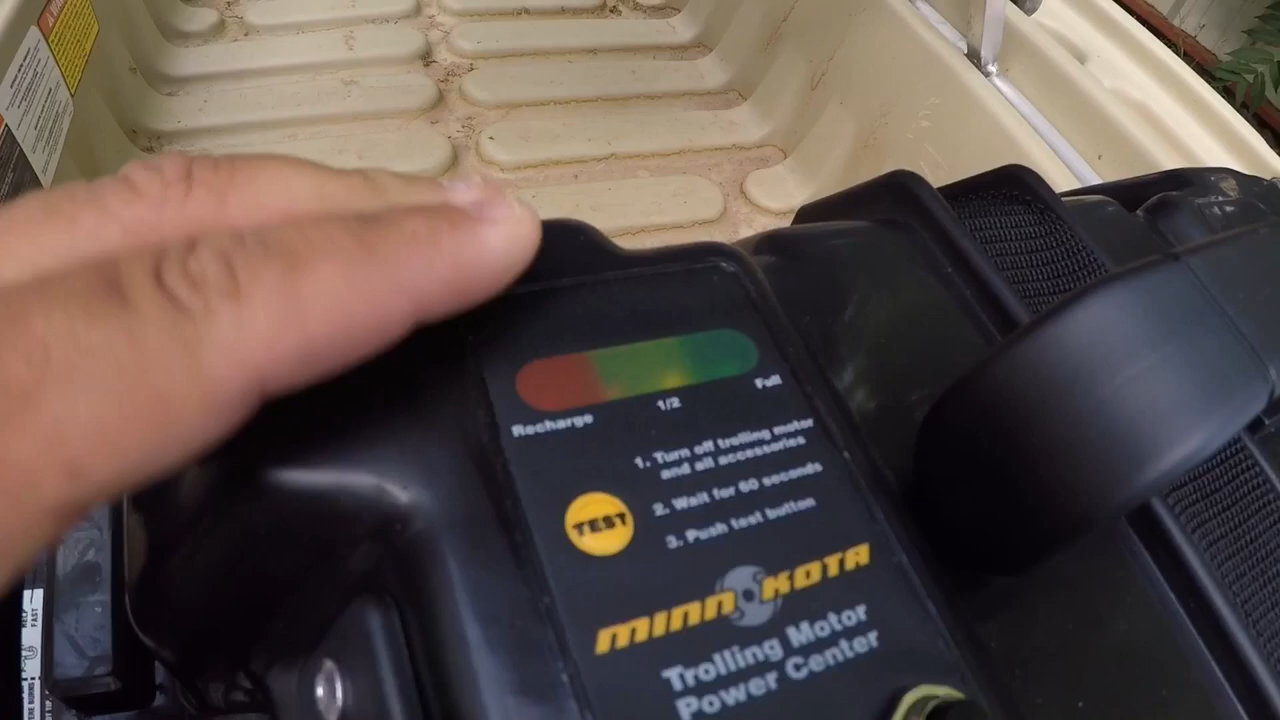 Recharge
1/2
Full
1. Turn off trolling motor
and all accessories
2. Wait for 60 seconds
3. Push test button
TEST
MINN KOTA
Trolling Motor
Power Center
FAST